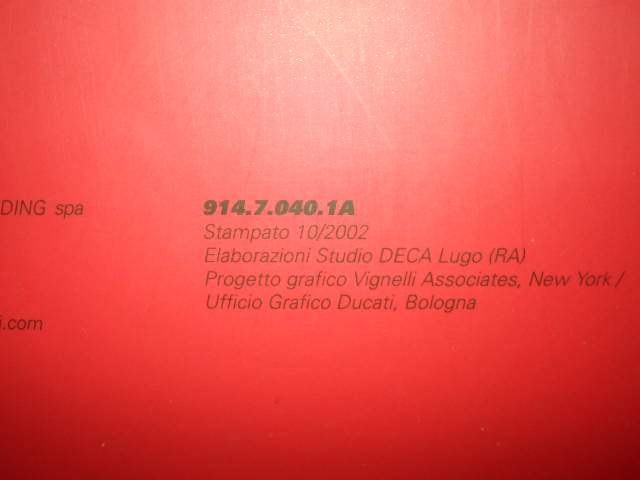 DING spa
i.com
914.7.040.1A
Stampato 10/2002
Elaborazioni Studio DECA Lugo (RA)
Progetto grafico Vignelli Associates, New York /
Ufficio Grafico Ducati, Bologna